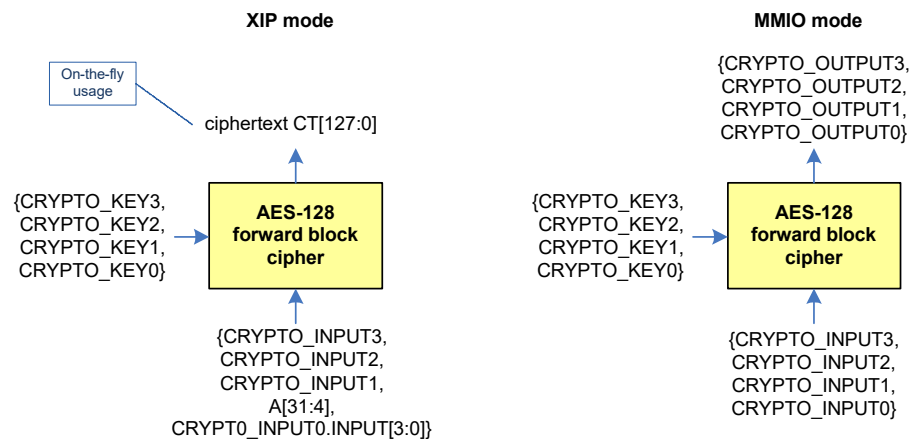 XIP mode
On-the-fly
usage
ciphertext CT[127:0]
{CRYPTO_KEY3,
CRYPTO_KEY2,
CRYPTO_KEY1,
CRYPTO_KEY0}
AES-128
forward block
cipher
{CRYPTO_INPUT3,
CRYPTO_INPUT2,
CRYPTO_INPUT1,
A[31:4],
CRYPT0_INPUT0.INPUT[3:0]}
MMIO mode
{CRYPTO_OUTPUT3,
CRYPTO_OUTPUT2,
CRYPTO_OUTPUT1,
CRYPTO_OUTPUT0}
{CRYPTO_KEY3,
CRYPTO_KEY2,
CRYPTO_KEY1,
CRYPTO_KEY0}
AES-128
forward block
cipher
{CRYPTO_INPUT3,
CRYPTO_INPUT2,
CRYPTO_INPUT1,
CRYPTO_INPUT0}